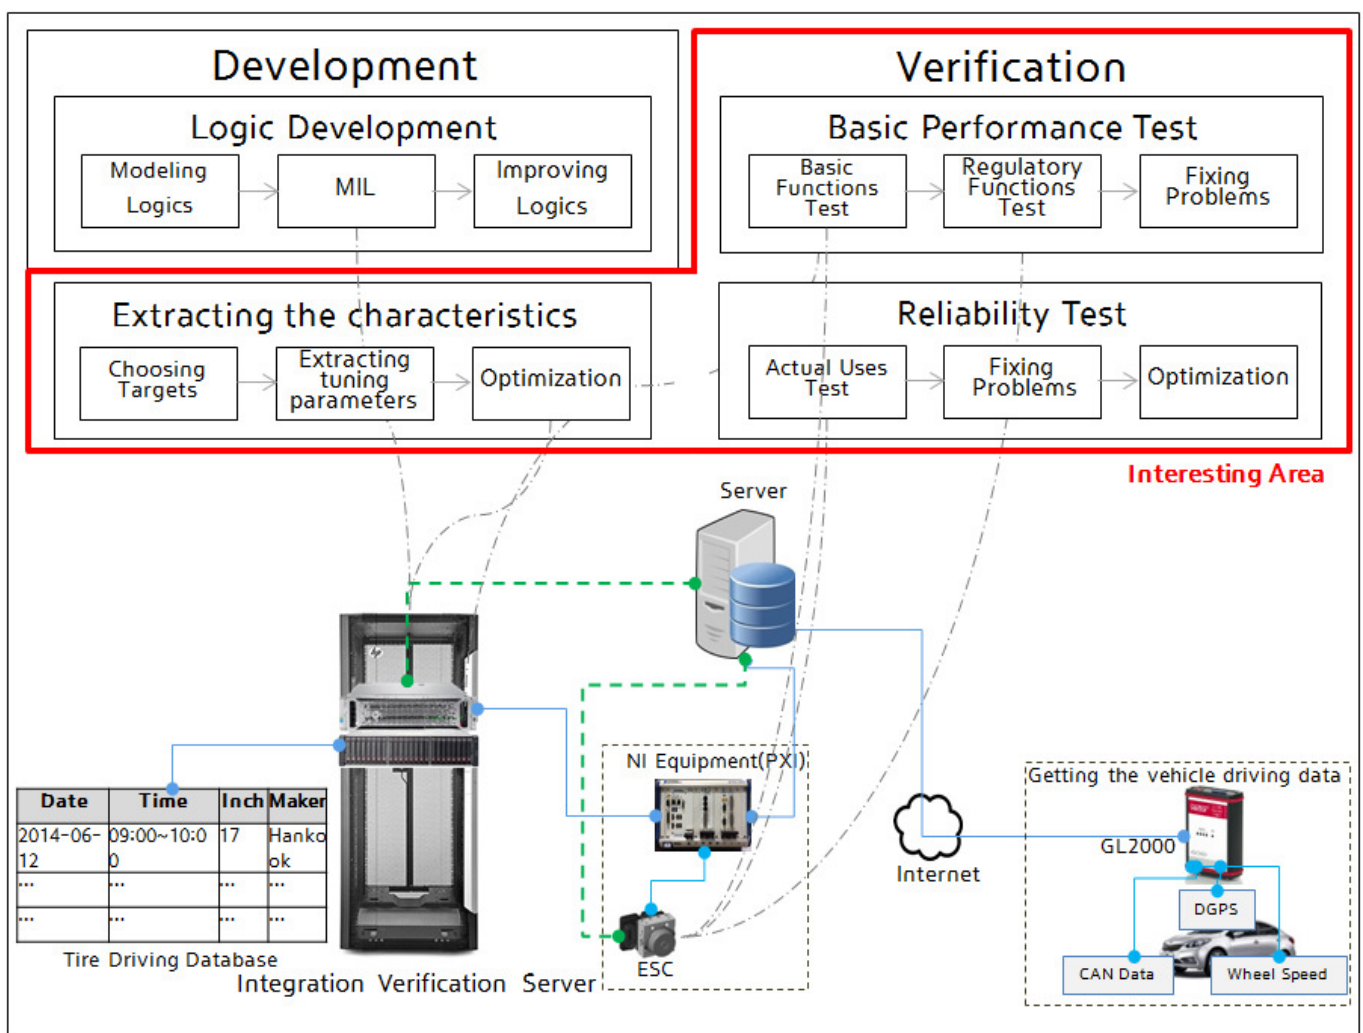 Development
Logic Development
Modeling
Logics
MIL
Improving
Logics
Verification
Basic Performance Test
Basic
Functions
Test
Regulatory
Functions
Test
Fixing
Problems
Extracting the characteristics
Choosing
Targets
Extracting
tuning
parameters
Optimization
Reliability Test
Actual Uses
Test
Fixing
Problems
Optimization
Interesting Area
Server
NI Equipment(PXI)
ESC
Internet
Getting the vehicle driving data
GL2000
DGPS
CAN Data
Wheel Speed
Date Time Inch Maker
2014-06- 09:00~10:0 17 Hanko
12 0 ok
... ... ... ...
... ... ... ...
Tire Driving Database
Integration Verification Server